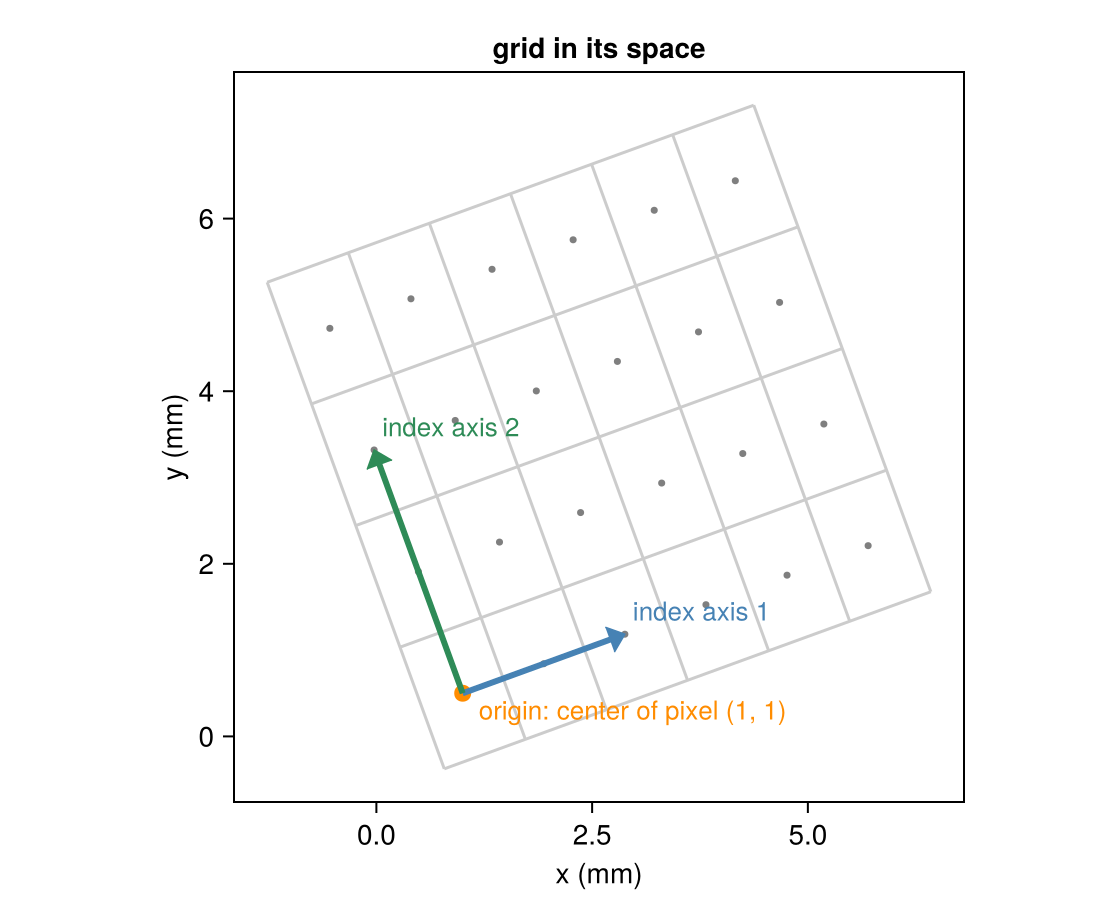 grid in its space
6
4
2
0
y (mm)
index axis 2
index axis 1
origin: center of pixel (1, 1)
0.0 2.5 5.0
x (mm)